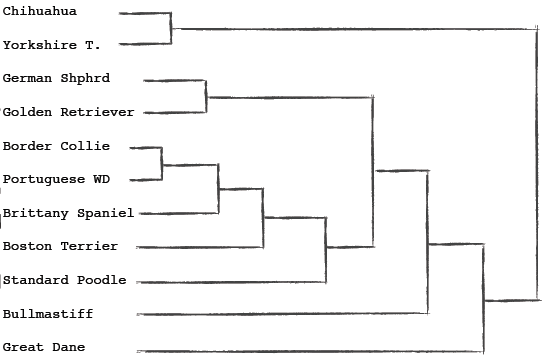 Chihuahua
Yorkshire T.
German Shphrd
Golden Retriever
Border Collie
Portuguese WD
Brittany Spaniel
Boston Terrier
Standard Poodle
Bullmastiff
Great Dane